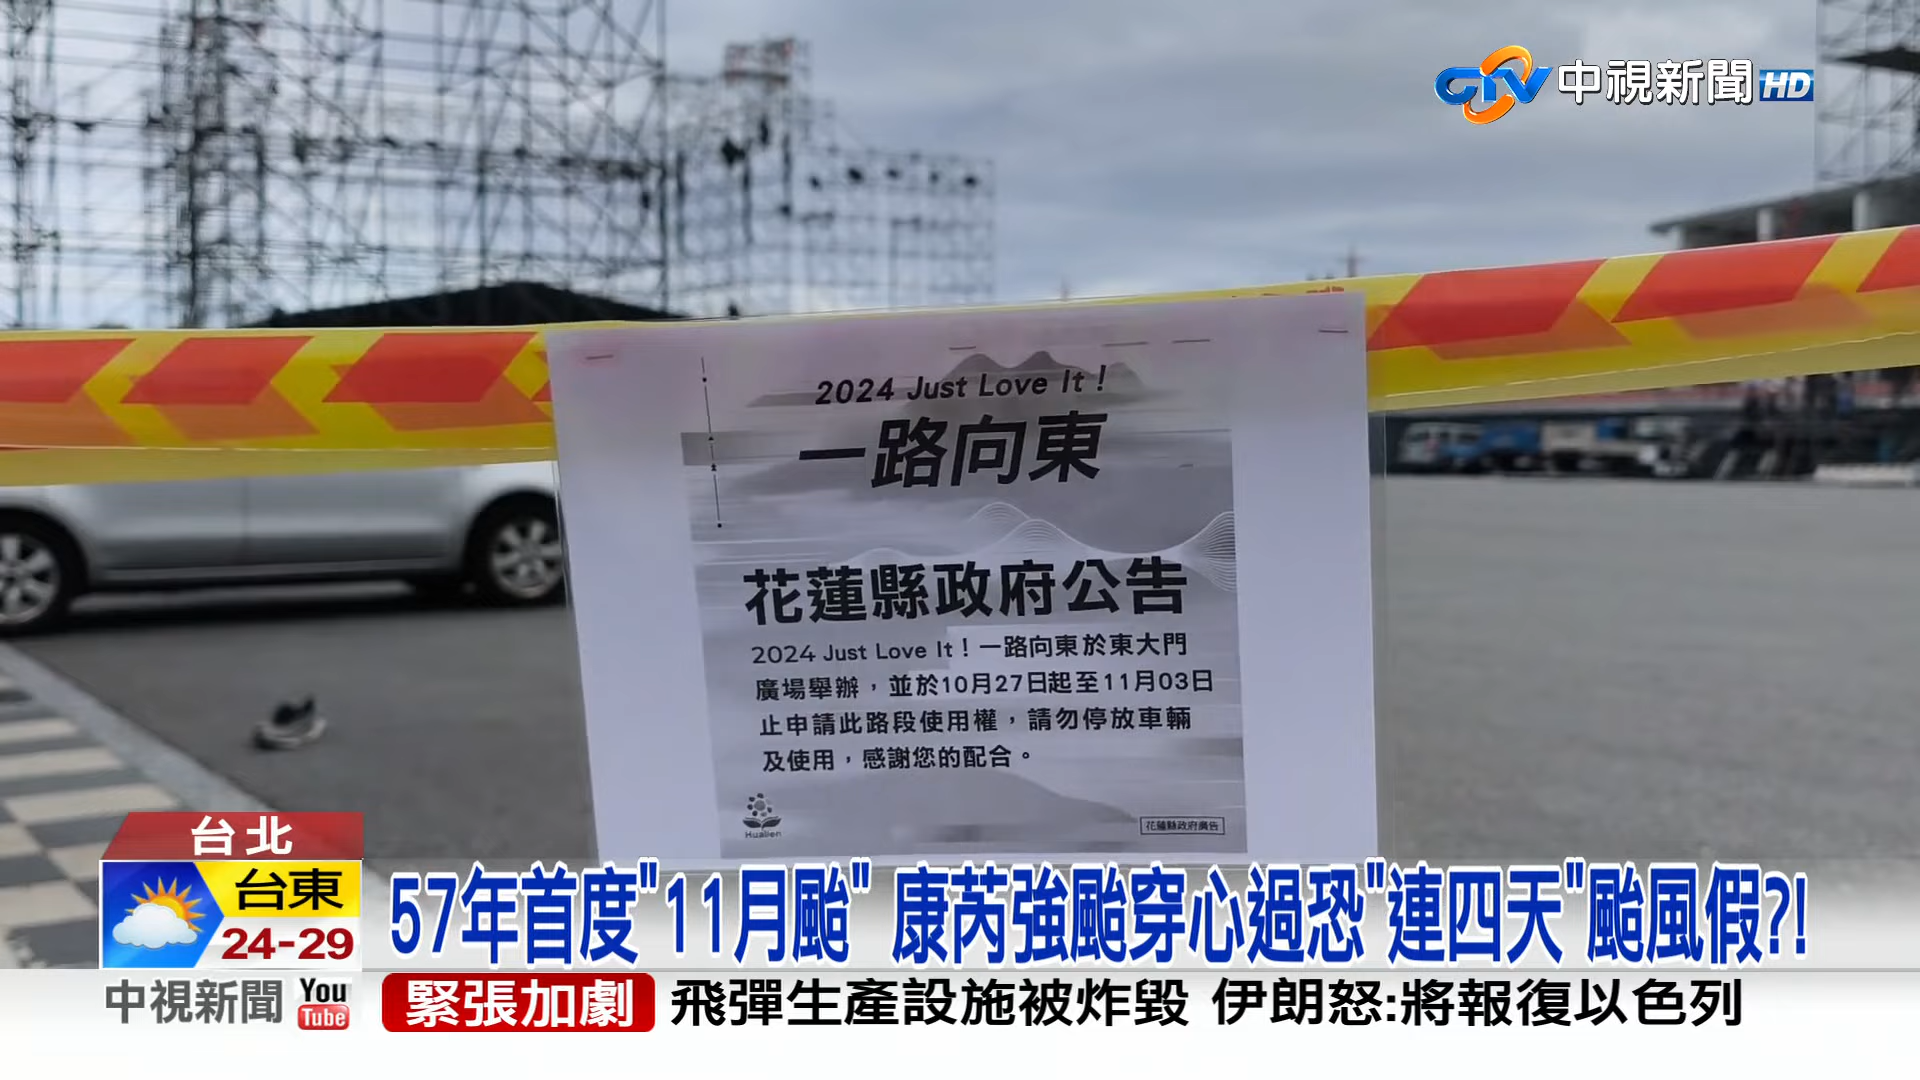 CTV 中視新聞 HD
2024 Just Love It！
一路向東
花蓮縣政府公告
2024 Just Love It！一路向東於東大門
廣場舉辦，並於10月27日起至11月03日
止申請此路段使用權，請勿停放車輛
及使用，感謝您的配合。
Hualien
花蓮縣政府廣告
台北
台東
24-29
57年首度"11月颱" 康芮強颱穿心過恐"連四天"颱風假?!
中視新聞 You Tube
緊張加劇 飛彈生產設施被炸毀 伊朗怒:將報復以色列